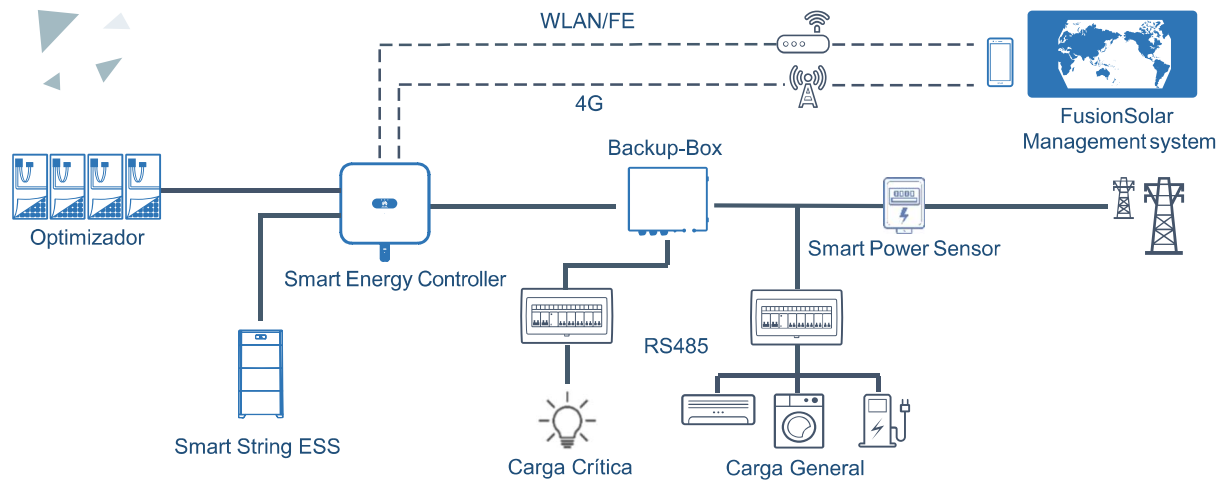 WLAN/FE
4G
FusionSolar
Management system
Backup-Box
Optimizador
Smart Energy Controller
Smart Power Sensor
RS485
Smart String ESS
Carga Crítica
Carga General